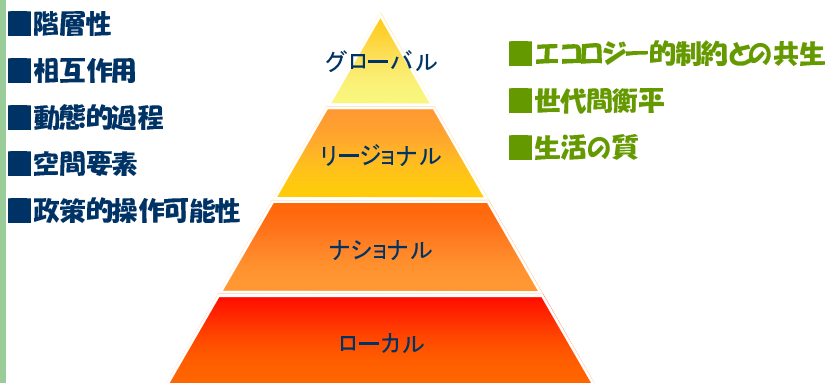 ■階層性
■相互作用
■動態的過程
■空間要素
■政策的操作可能性
グローバル
リージョナル
ナショナル
ローカル
■エコロジー的制約との共生
■世代間衡平
■生活の質